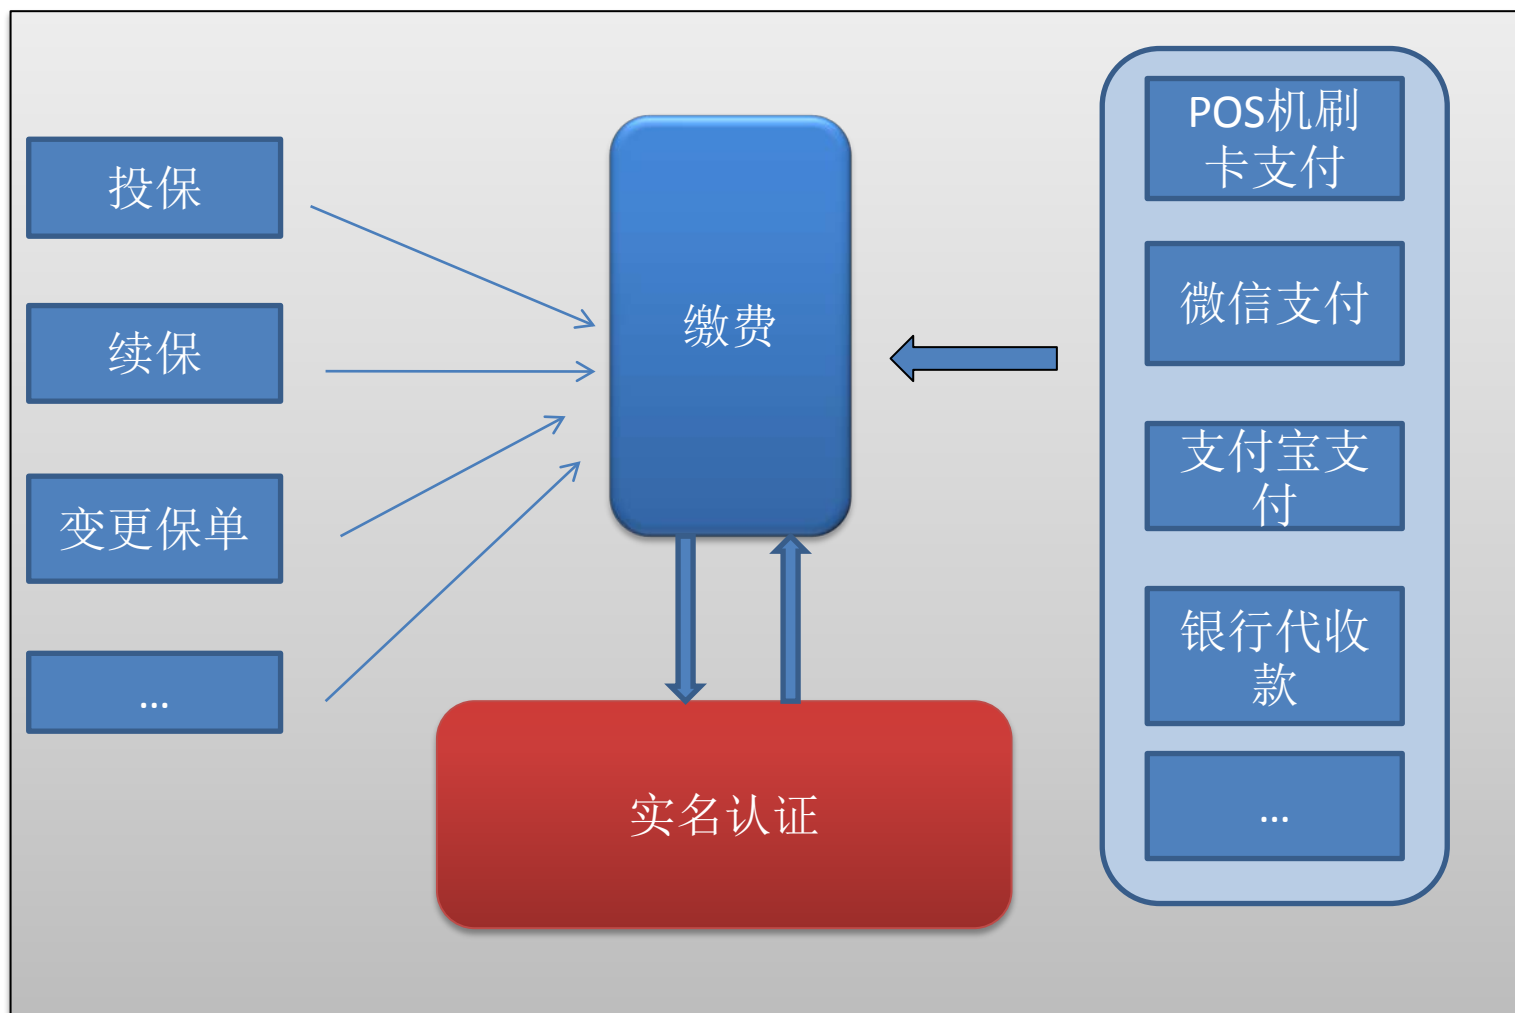 投保
续保
变更保单
...
缴费
实名认证
POS机刷
卡支付
微信支付
支付宝支
付
银行代收
款
...